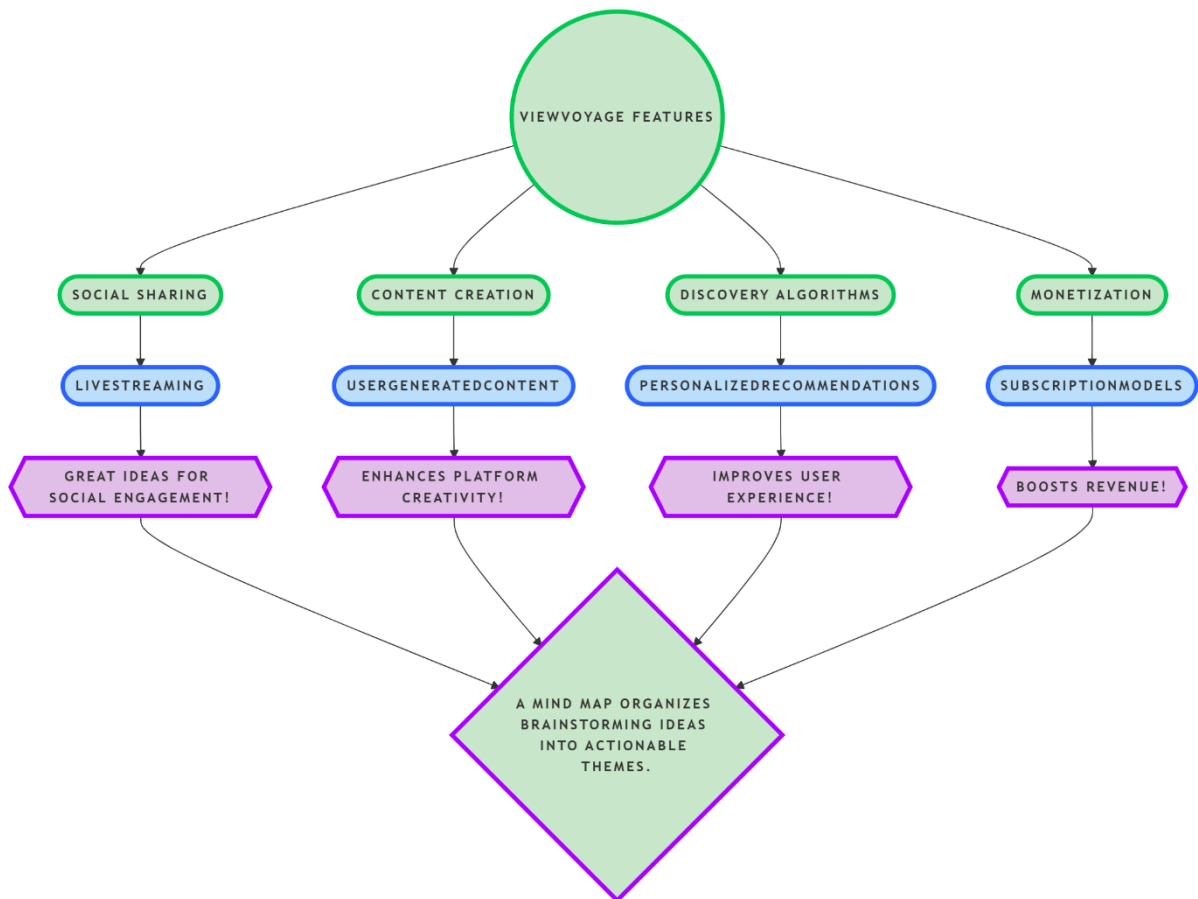 VIEWVOYAGE FEATURES
SOCIAL SHARING
CONTENT CREATION
DISCOVERY ALGORITHMS
MONETIZATION
LIVESTREAMING
USERGENERATEDCONTENT
PERSONALIZEDRECOMMENDATIONS
SUBSCRIPTIONMODELS
GREAT IDEAS FOR
SOCIAL ENGAGEMENT!
ENHANCES PLATFORM
CREATIVITY!
IMPROVES USER
EXPERIENCE!
BOOSTS REVENUE!
A MIND MAP ORGANIZES
BRAINSTORMING IDEAS
INTO ACTIONABLE
THEMES.